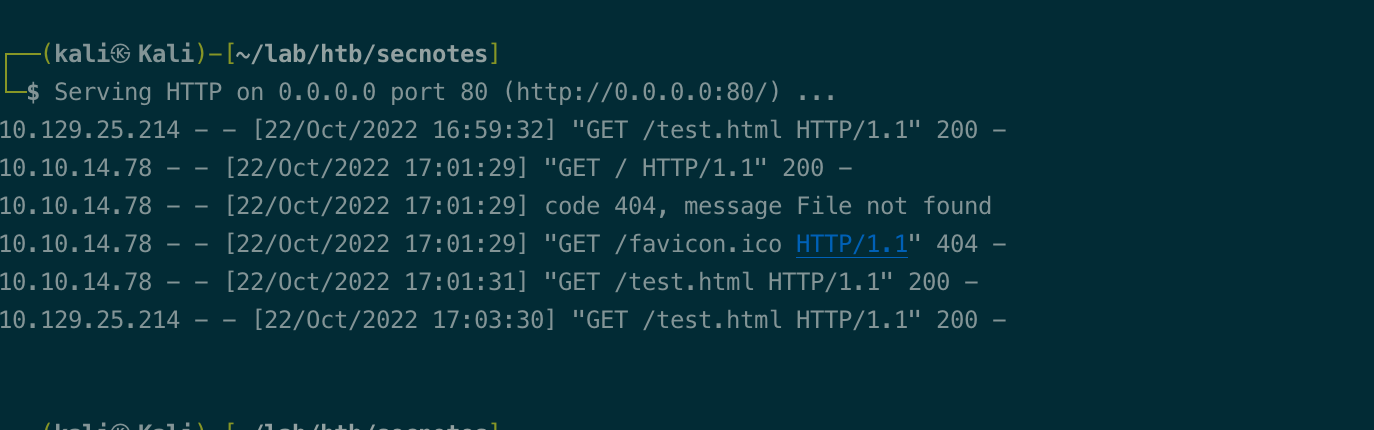 ┌──(kali㉿Kali)-[~/lab/htb/secnotes]
└─$ Serving HTTP on 0.0.0.0 port 80 (http://0.0.0.0:80/) ...
10.129.25.214 - - [22/Oct/2022 16:59:32] "GET /test.html HTTP/1.1" 200 -
10.10.14.78 - - [22/Oct/2022 17:01:29] "GET / HTTP/1.1" 200 -
10.10.14.78 - - [22/Oct/2022 17:01:29] code 404, message File not found
10.10.14.78 - - [22/Oct/2022 17:01:29] "GET /favicon.ico HTTP/1.1" 404 -
10.10.14.78 - - [22/Oct/2022 17:01:31] "GET /test.html HTTP/1.1" 200 -
10.129.25.214 - - [22/Oct/2022 17:03:30] "GET /test.html HTTP/1.1" 200 -